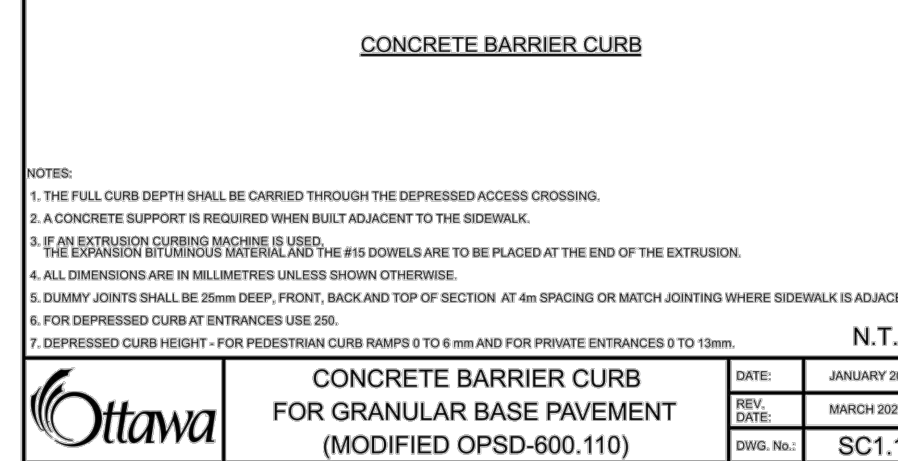 CONCRETE BARRIER CURB
NOTES:
1. THE FULL CURB DEPTH SHALL BE CARRIED THROUGH THE DEPRESSED ACCESS CROSSING.
2. A CONCRETE SUPPORT IS REQUIRED WHEN BUILT ADJACENT TO THE SIDEWALK.
3. IF AN EXTRUSION CURBING MACHINE IS USED,
THE EXPANSION BITUMINOUS MATERIAL AND THE #15 DOWELS ARE TO BE PLACED AT THE END OF THE EXTRUSION.
4. ALL DIMENSIONS ARE IN MILLIMETRES UNLESS SHOWN OTHERWISE.
5. DUMMY JOINTS SHALL BE 25mm DEEP, FRONT, BACK AND TOP OF SECTION AT 4m SPACING OR MATCH JOINTING WHERE SIDEWALK IS
6. FOR DEPRESSED CURB AT ENTRANCES USE 250.
7. DEPRESSED CURB HEIGHT - FOR PEDESTRIAN CURB RAMPS 0 TO 6 mm AND FOR PRIVATE ENTRANCES 0 TO 13mm.
N.T.
Ottawa
CONCRETE BARRIER CURB
FOR GRANULAR BASE PAVEMENT
(MODIFIED OPSD-600.110)
DATE: JANUARY
REV. DATE: MARCH
DWG. No.: SC1.